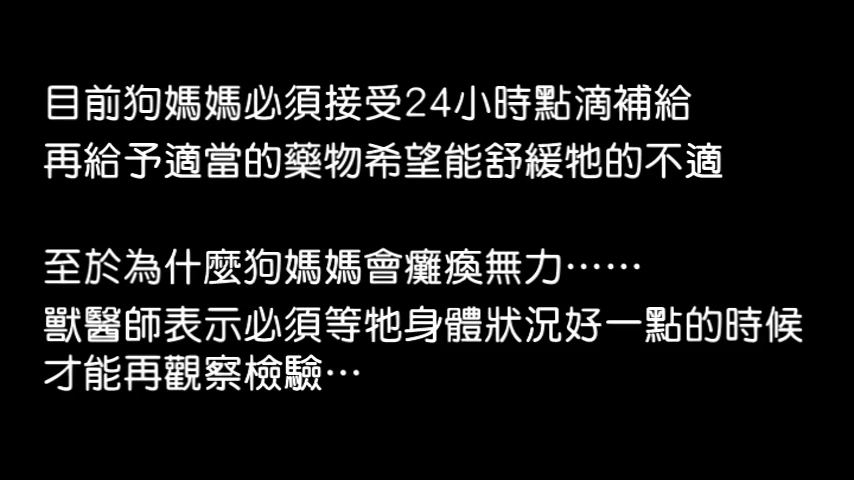 目前狗媽媽必須接受24小時點滴補給
再給予適當的藥物希望能舒緩牠的不適
至於為什麼狗媽媽會癱瘓無力……
獸醫師表示必須等牠身體狀況好一點的時候
才能再觀察檢驗…